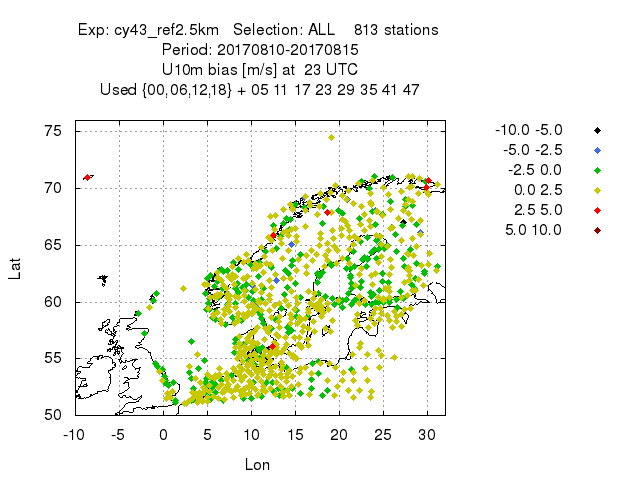 Exp: cy43_ref2.5km Selection: ALL 813 stations
Period: 20170810-20170815
U10m bias [m/s] at 23 UTC
Used {00,06,12,18} + 05 11 17 23 29 35 41 47
75
70
65
60
55
50
Lat
-10 -5 0 5 10 15 20 25 30
Lon
-10.0 -5.0
-5.0 -2.5
-2.5 0.0
0.0 2.5
2.5 5.0
5.0 10.0